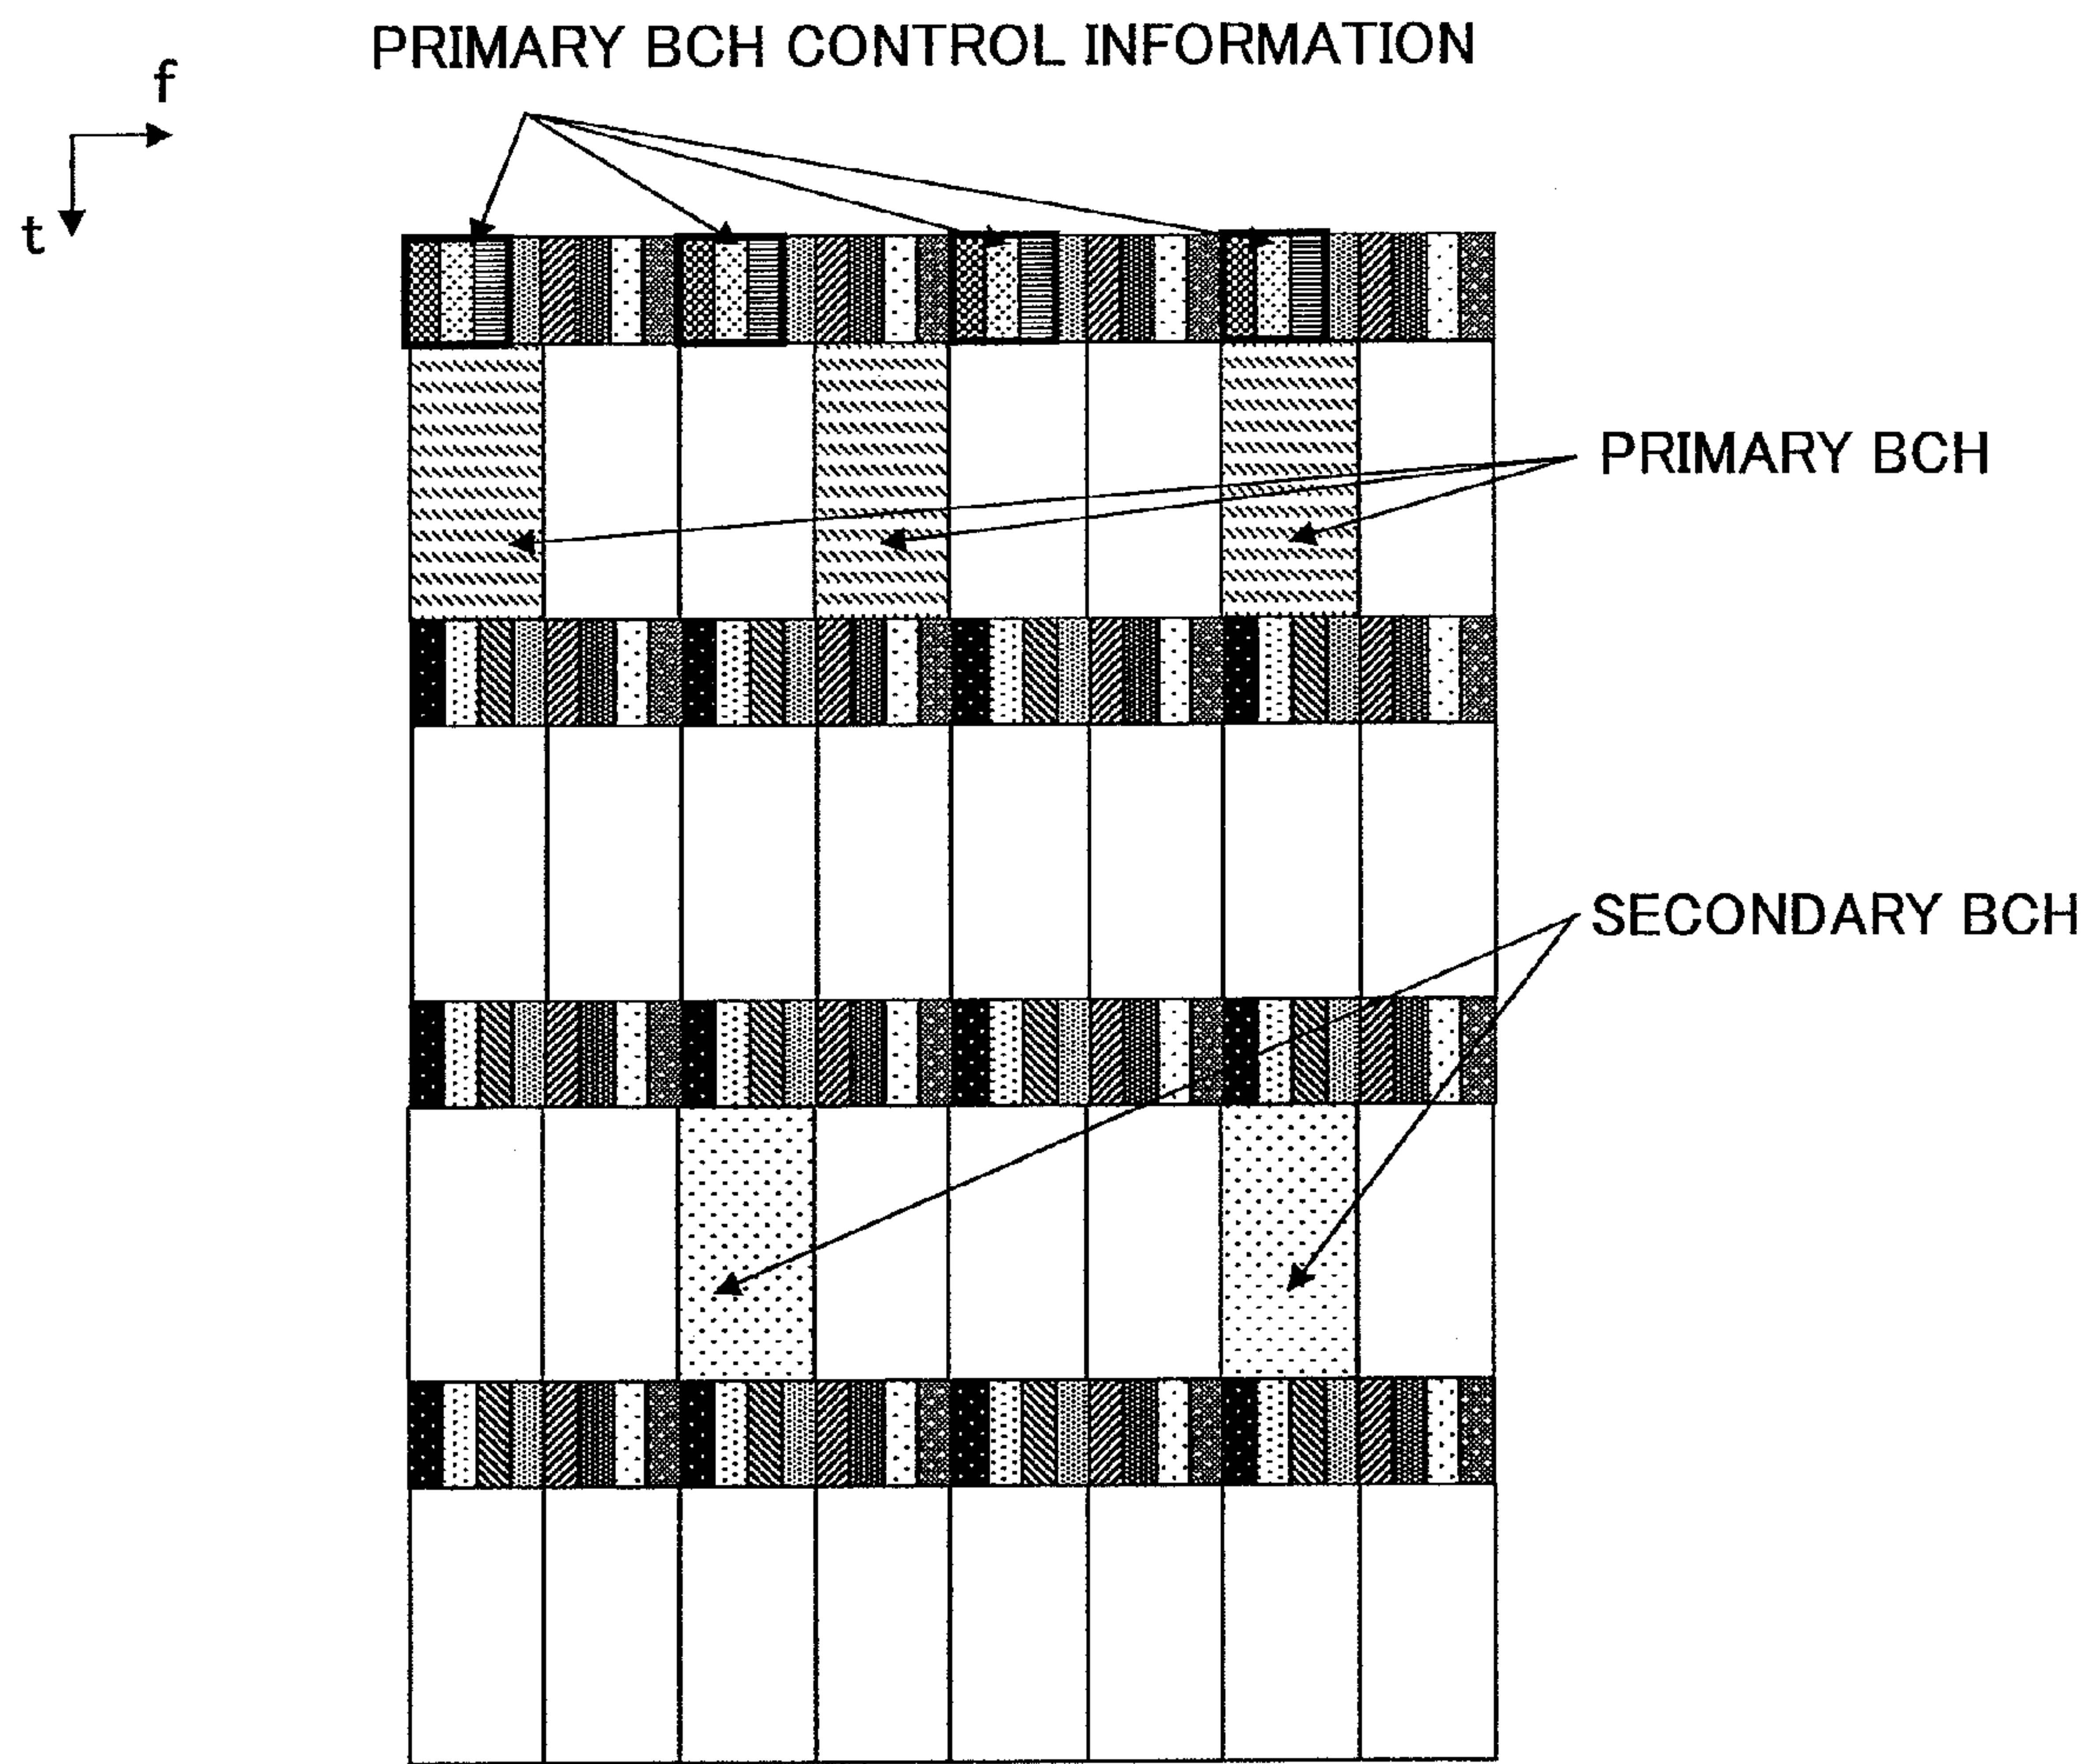 PRIMARY BCH CONTROL INFORMATION
f
t
PRIMARY BCH
SECONDARY BCH